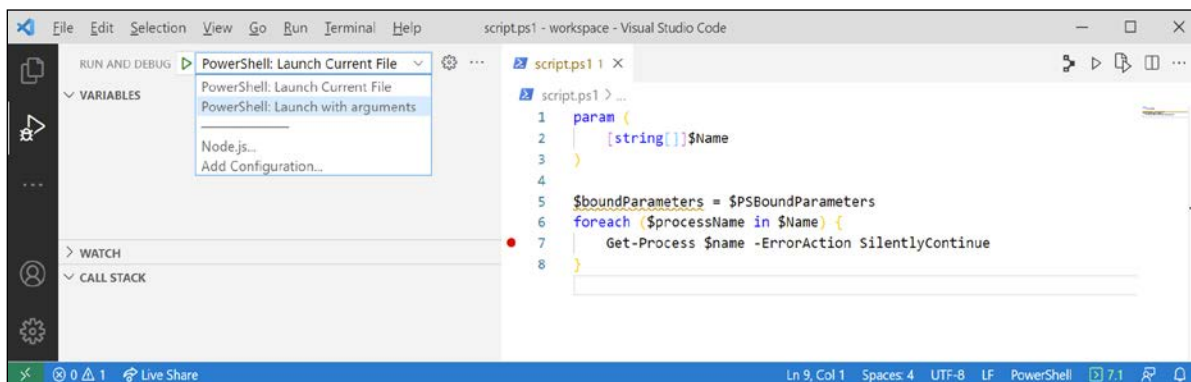 File Edit Selection View Go Run Terminal Help script.ps1 - workspace - Visual Studio Code
RUN AND DEBUG PowerShell: Launch Current File ...
PowerShell: Launch Current File
PowerShell: Launch with arguments
Node.js...
Add Configuration...
VARIABLES
WATCH
CALL STACK
script.ps1 1
script.ps1 > ...
1 param (
2 [string[]]$Name
3 )
4
5 $boundParameters = $PSBoundParameters
6 foreach ($processName in $Name) {
7 Get-Process $name -ErrorAction SilentlyContinue
8 }
0 1 Live Share Ln 9, Col 1 Spaces: 4 UTF-8 LF PowerShell 7.1